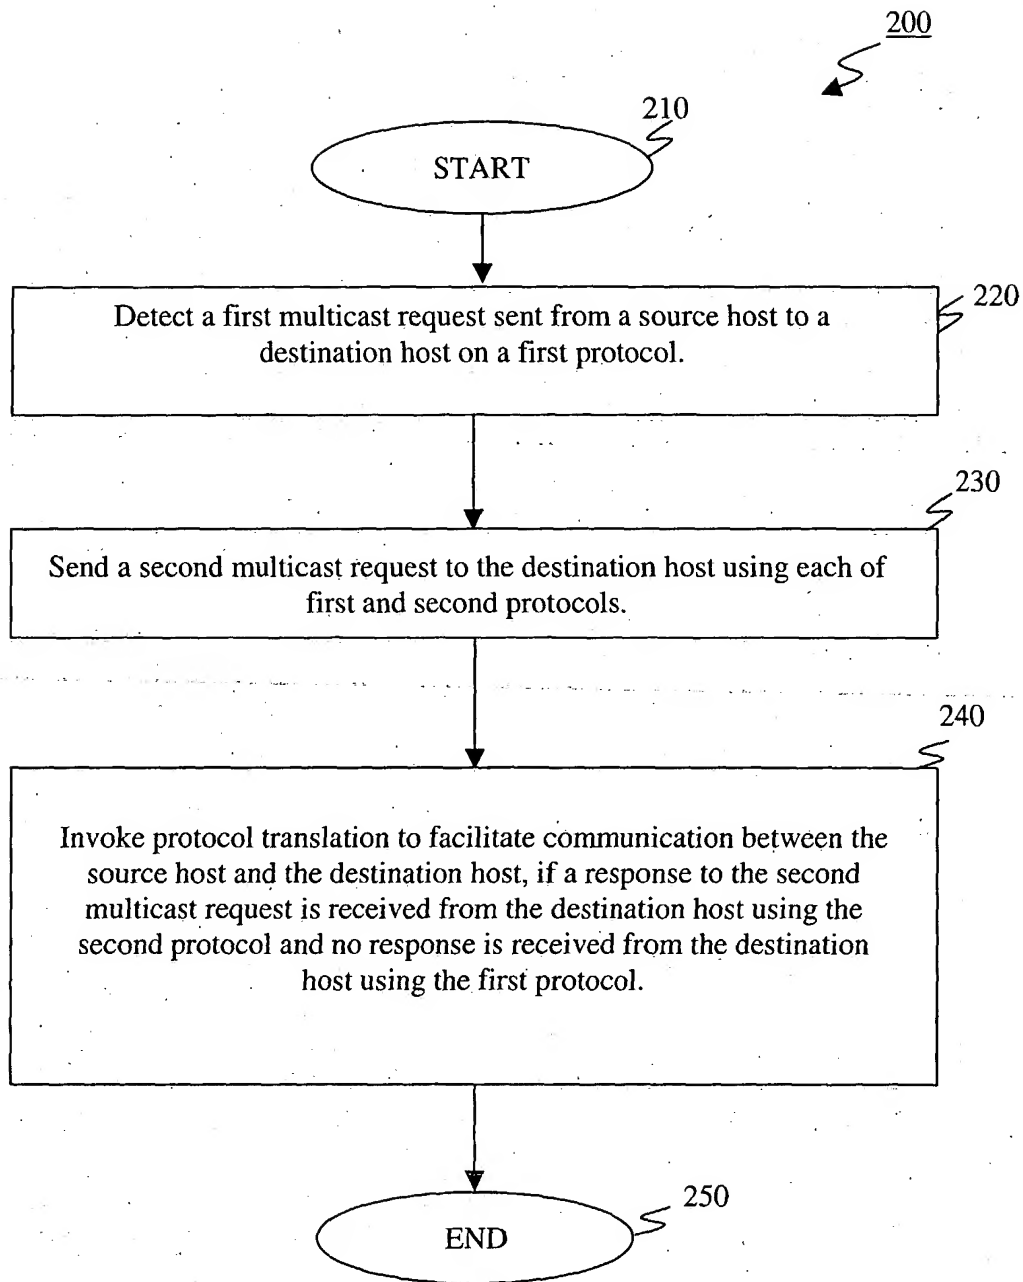 200
210
START
220
Detect a first multicast request sent from a source host to a
destination host on a first protocol.
230
Send a second multicast request to the destination host using each of
first and second protocols.
240
Invoke protocol translation to facilitate communication between the
source host and the destination host, if a response to the second
multicast request is received from the destination host using the
second protocol and no response is received from the destination
host using the first protocol.
250
END